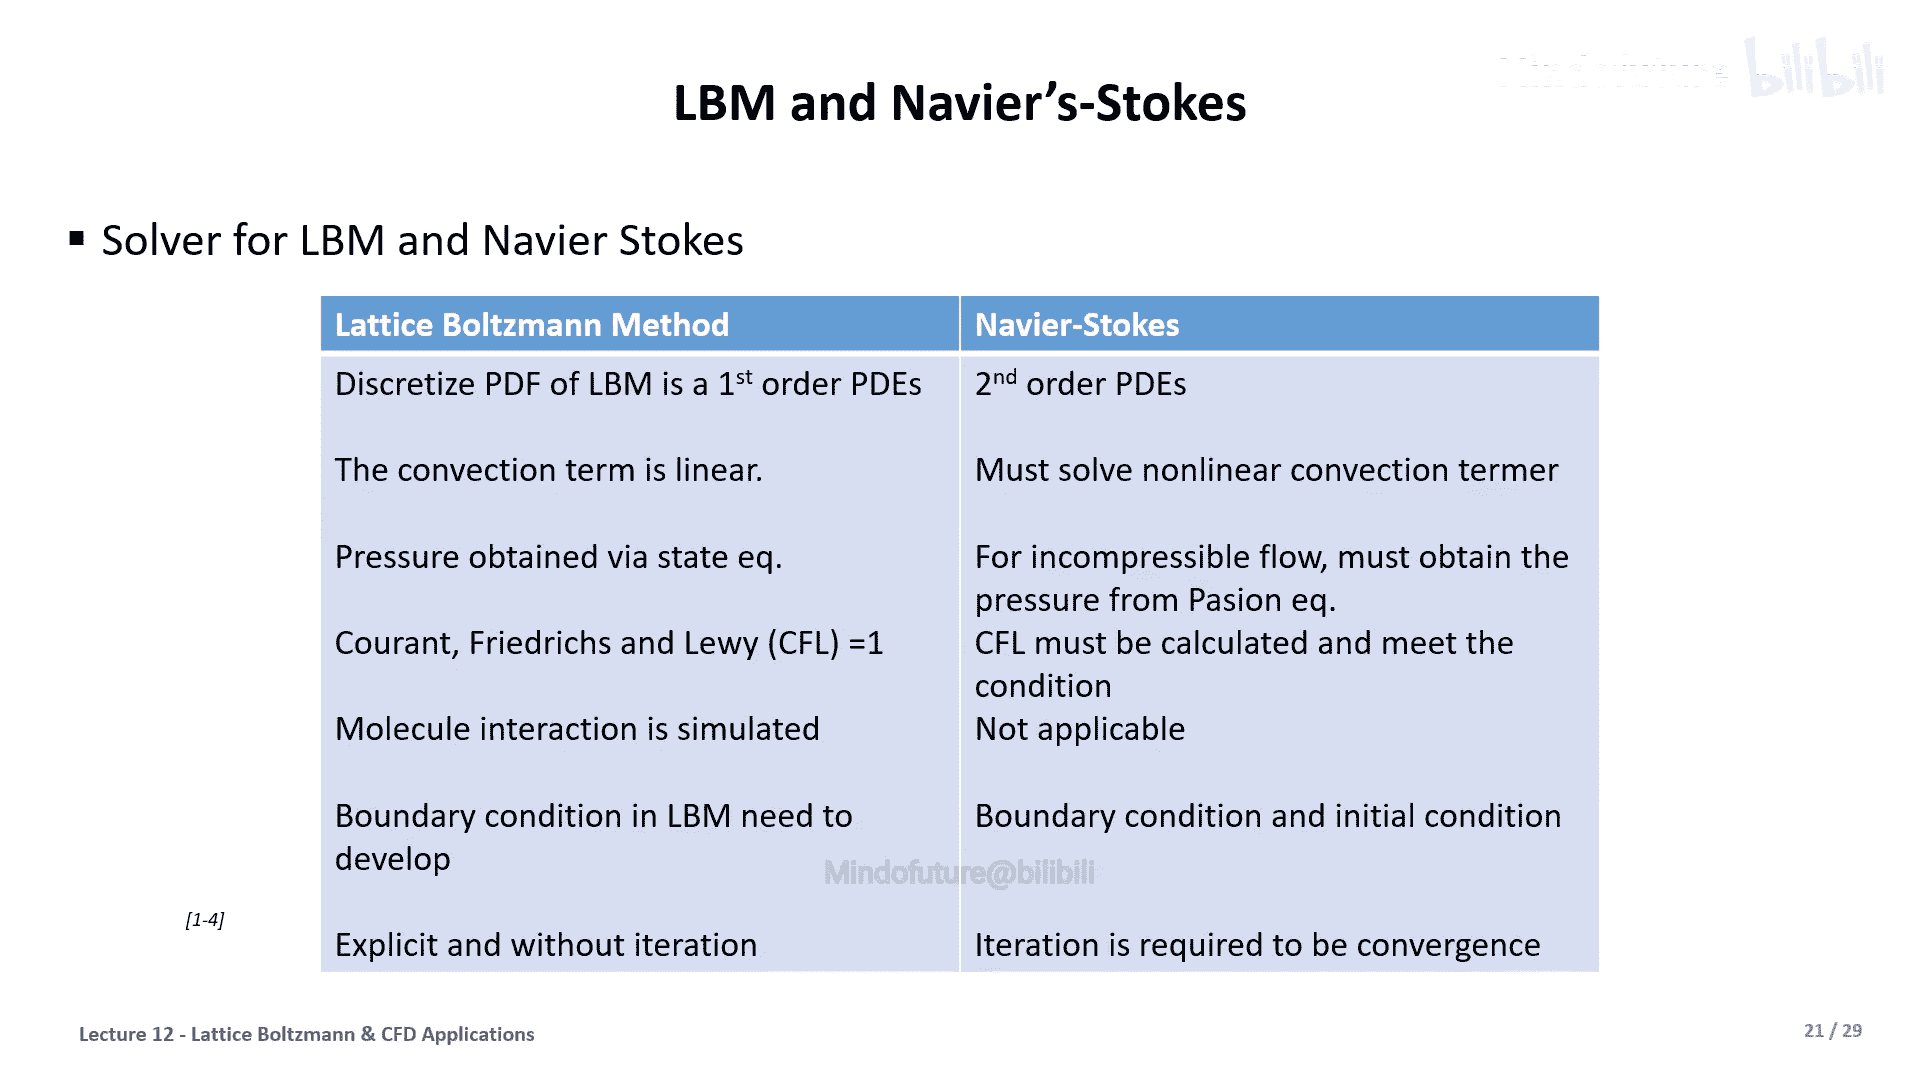 bilibili
LBM and Navier’s-Stokes
▪ Solver for LBM and Navier Stokes
Lattice Boltzmann Method
Navier-Stokes
Discretize PDF of LBM is a 1st order PDEs
2nd order PDEs
The convection term is linear.
Must solve nonlinear convection termer
Pressure obtained via state eq.
For incompressible flow, must obtain the
pressure from Pasion eq.
Courant, Friedrichs and Lewy (CFL) =1
CFL must be calculated and meet the
condition
Molecule interaction is simulated
Not applicable
Boundary condition in LBM need to
develop
Boundary condition and initial condition
Mindofuture@bilibili
[1-4]
Explicit and without iteration
Iteration is required to be convergence
Lecture 12 - Lattice Boltzmann & CFD Applications
21 / 29